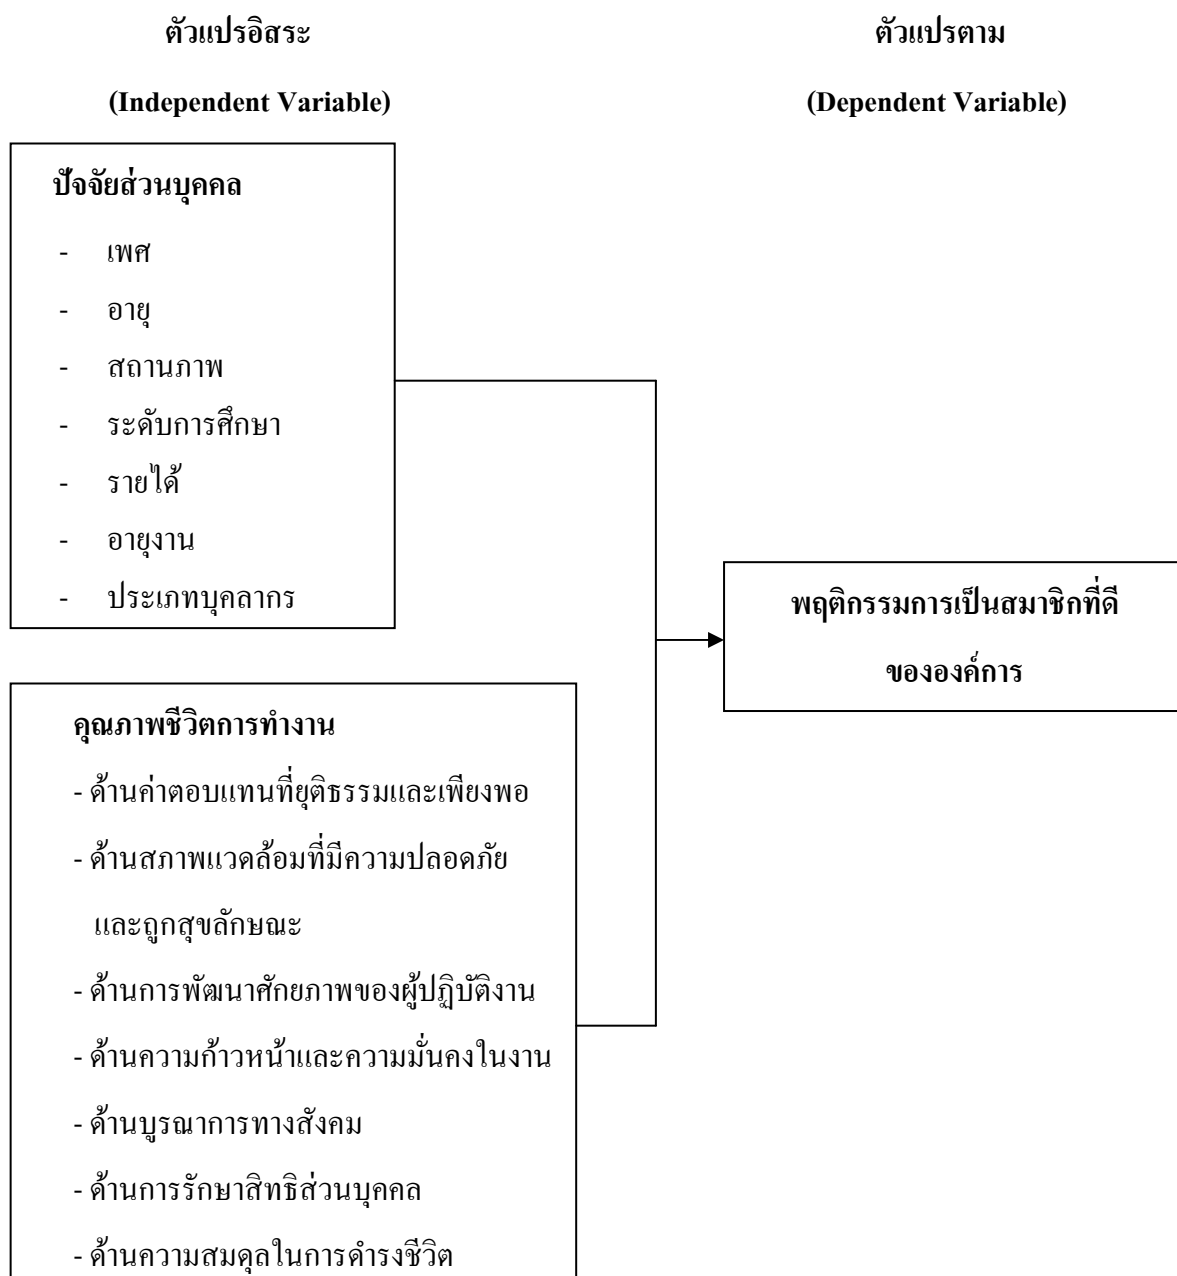 ตัวแปรอิสระ
(Independent Variable)
ปัจจัยส่วนบุคคล
- เพศ
- อายุ
- สถานภาพ
- ระดับการศึกษา
- รายได้
- อายุงาน
- ประเภทบุคลากร
คุณภาพชีวิตการทำงาน
- ด้านค่าตอบแทนที่ยุติธรรมและเพียงพอ
- ด้านสภาพแวดล้อมที่มีความปลอดภัย
และถูกสุขลักษณะ
- ด้านการพัฒนาศักยภาพของผู้ปฏิบัติงาน
- ด้านความก้าวหน้าและความมั่นคงในงาน
- ด้านบูรณาการทางสังคม
- ด้านการรักษาสิทธิส่วนบุคคล
- ด้านความสมดุลในการดำรงชีวิต
ตัวแปรตาม
(Dependent Variable)
พฤติกรรมการเป็นสมาชิกที่ดี
ขององค์การ